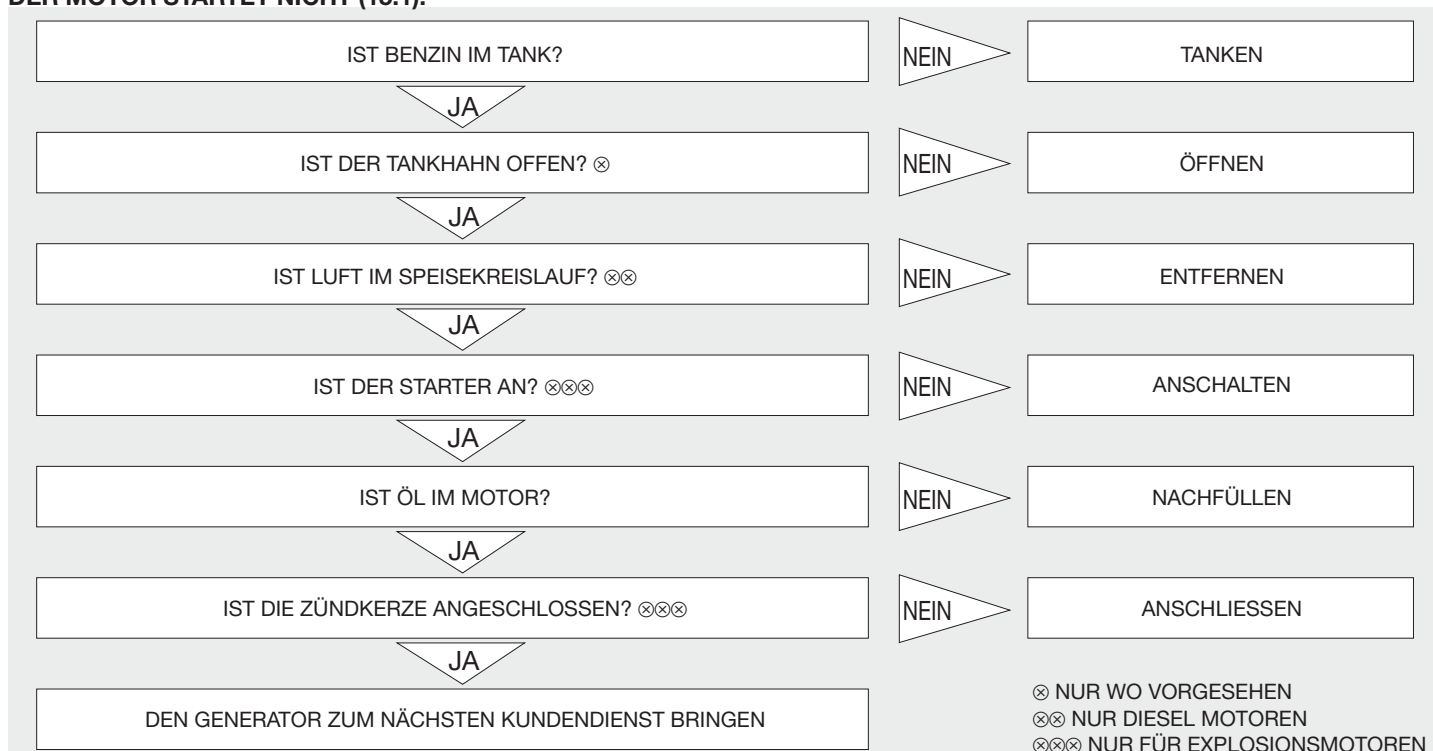 DER MOTOR STARTET NICHT (16.1):
IST BENZIN IM TANK?
NEIN
TANKEN
JA
IST DER TANKHAHN OFFEN? ⊗
NEIN
ÖFFNEN
JA
IST LUFT IM SPEISEKREISLAUF? ⊗⊗
NEIN
ENTFERNEN
JA
IST DER STARTER AN? ⊗⊗⊗
NEIN
ANSCHALTEN
JA
IST ÖL IM MOTOR?
NEIN
NACHFÜLLEN
JA
IST DIE ZÜNDKERZE ANGESCHLOSSEN? ⊗⊗⊗
NEIN
ANSCHLIESSEN
JA
DEN GENERATOR ZUM NÄCHSTEN KUNDENDIENST BRINGEN
⊗ NUR WO VORGESEHEN
⊗⊗ NUR DIESEL MOTOREN
⊗⊗⊗ NUR FÜR EXPLOSIONSMOTOREN